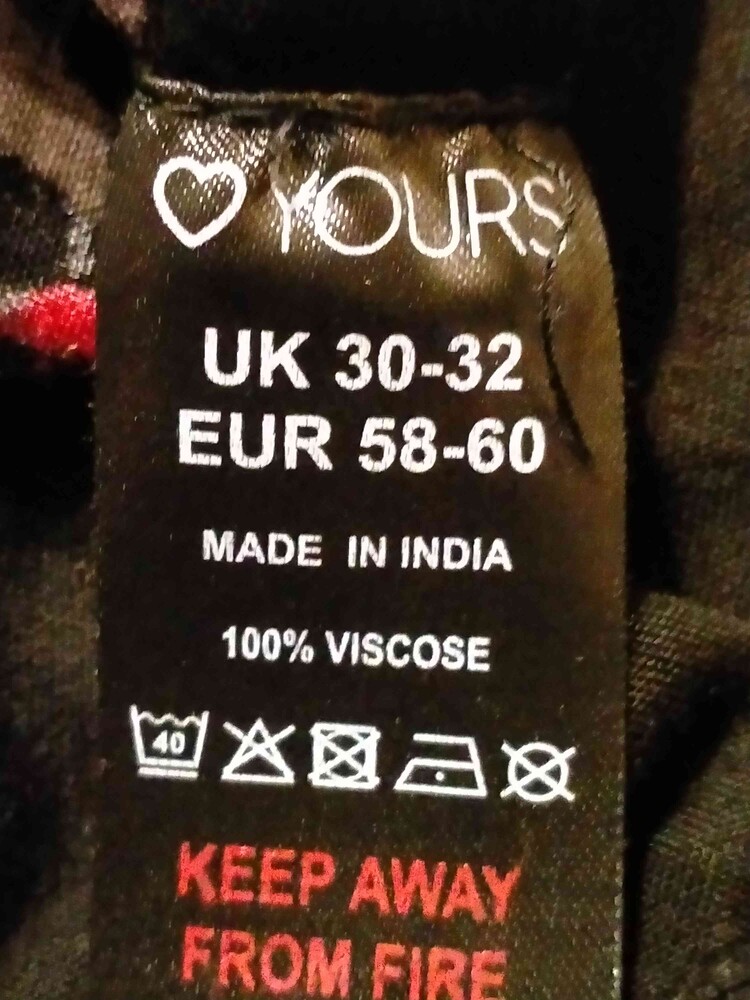 YOURS
UK 30-32
EUR 58-60
MADE IN INDIA
100% VISCOSE
40
KEEP AWAY
FROM FIRE